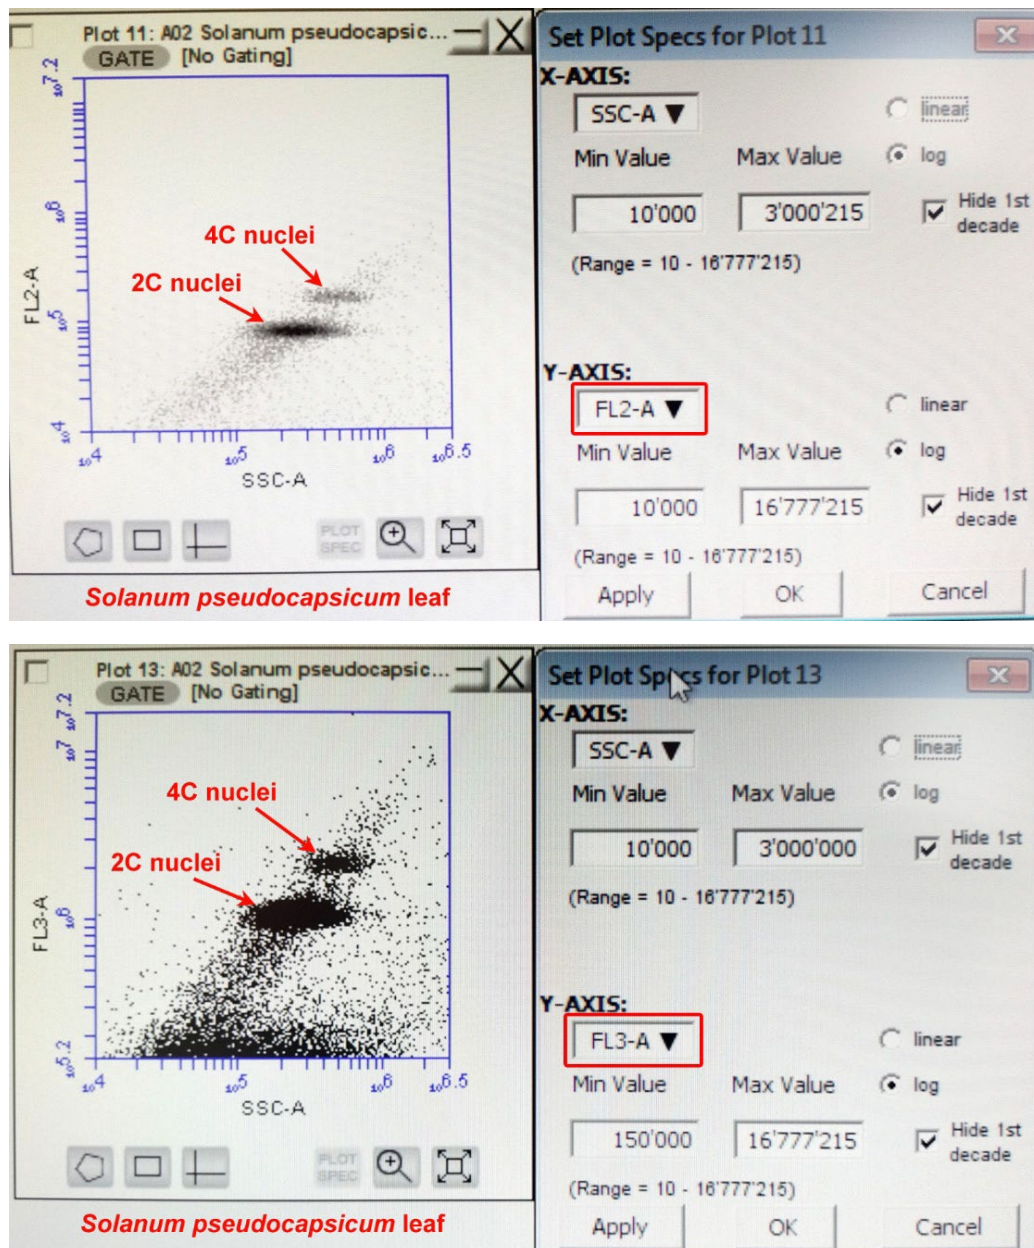 Plot 11: A02 Solanum pseudocapsic...
GATE [No Gating]
10^7.2
10^6
10^5
10^4
FL2-A
4C nuclei
2C nuclei
10^4 10^5 10^6 10^6.5
SSC-A
PLOT
SPEC
Solanum pseudocapsicum leaf
Set Plot Specs for Plot 11
X-AXIS:
SSC-A ▼ linear
Min Value Max Value log
10'000 3'000'215 Hide 1st
decade
(Range = 10 - 16'777'215)
Y-AXIS:
FL2-A ▼ linear
Min Value Max Value log
10'000 16'777'215 Hide 1st
decade
(Range = 10 - 16'777'215)
Apply OK Cancel
Plot 13: A02 Solanum pseudocapsic...
GATE [No Gating]
10^7.2
10^7
10^6
10^5.2
FL3-A
4C nuclei
2C nuclei
10^4 10^5 10^6 10^6.5
SSC-A
PLOT
SPEC
Solanum pseudocapsicum leaf
Set Plot Specs for Plot 13
X-AXIS:
SSC-A ▼ linear
Min Value Max Value log
10'000 3'000'000 Hide 1st
decade
(Range = 10 - 16'777'215)
Y-AXIS:
FL3-A ▼ linear
Min Value Max Value log
150'000 16'777'215 Hide 1st
decade
(Range = 10 - 16'777'215)
Apply OK Cancel